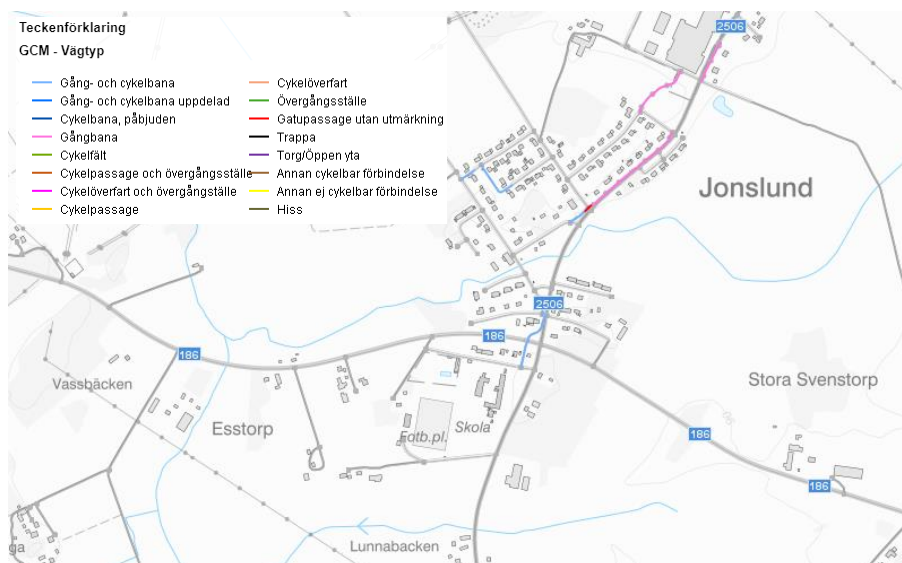 Teckenförklaring
GCM - Vägtyp
Gång- och cykelbana
Gång- och cykelbana uppdelad
Cykelbana, påbjuden
Gångbana
Cykelfält
Cykelpassage och övergångsställe
Cykelöverfart och övergångställe
Cykelpassage
Cykelöverfart
Övergångsställe
Gatupassage utan utmärkning
Trappa
Torg/Öppen yta
Annan cykelbar förbindelse
Annan ej cykelbar förbindelse
Hiss
2506
Jonslund
2506
186
186
Vassbäcken
Stora Svenstorp
Esstorp
Skola
Fotb.pl.
186
186
Lunnabacken
ga